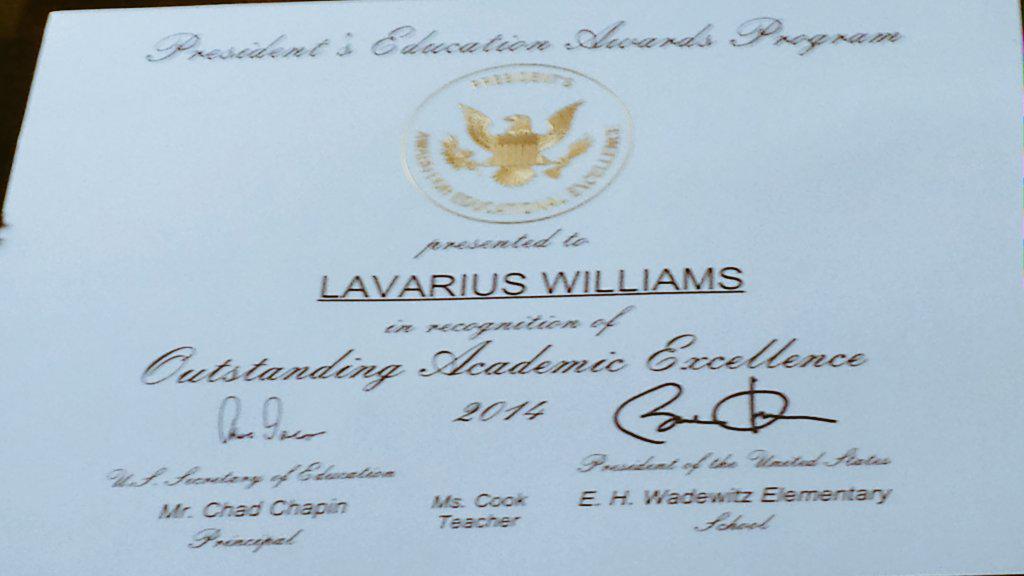 President's Education Awards Program
PRESIDENT'S
AWARD FOR EDUCATIONAL EXCELLENCE
presented to
LAVARIUS WILLIAMS
in recognition of
Outstanding Academic Excellence
2014
U.S. Secretary of Education
President of the United States
Mr. Chad Chapin
Ms. Cook
E. H. Wadewitz Elementary
Principal
Teacher
School